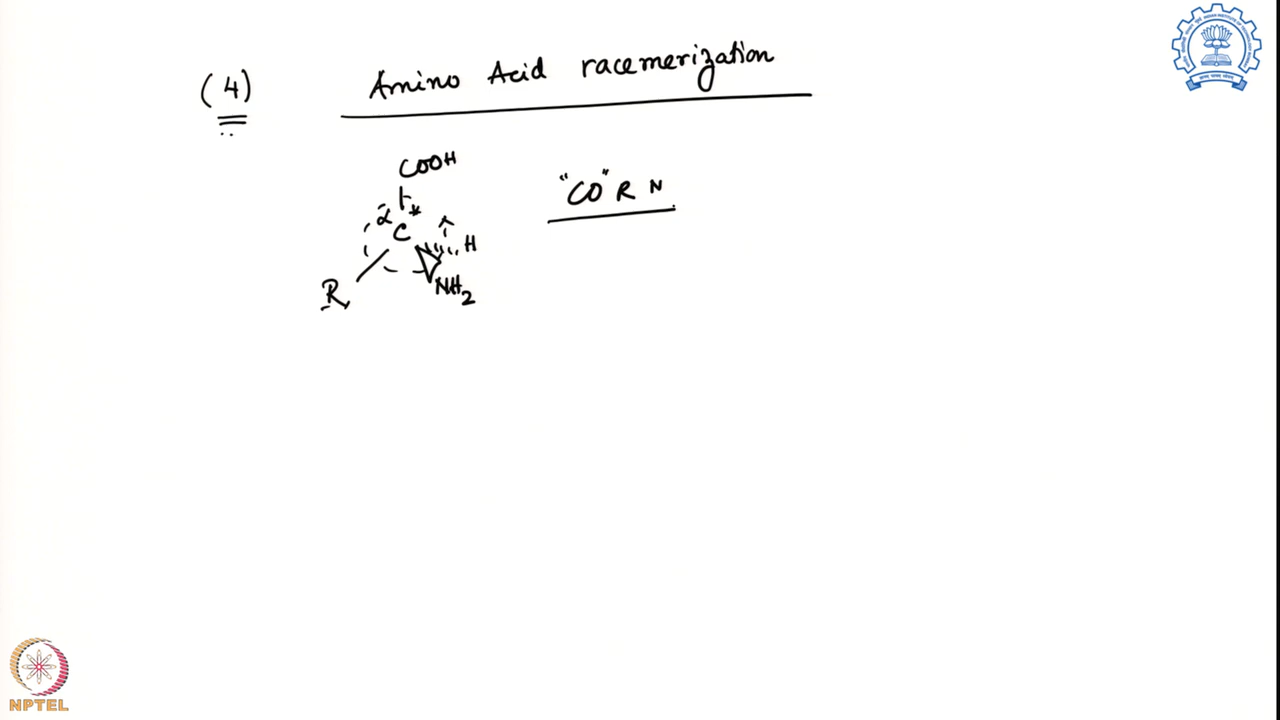 (4) Amino Acid racemerization
COOH
"CO" R N
α *
C
H
R
NH2
NPTEL